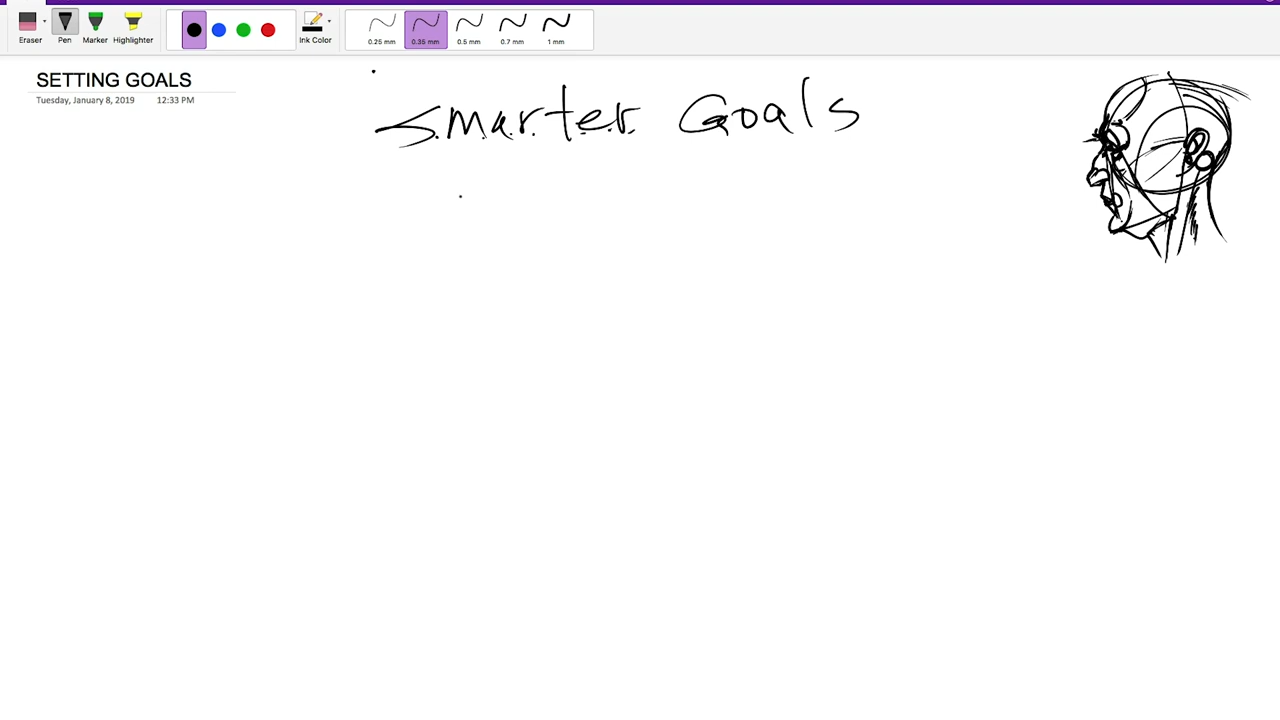 Eraser Pen Marker Highlighter Ink Color 0.25 mm 0.35 mm 0.5 mm 0.7 mm 1 mm
SETTING GOALS
Tuesday, January 8, 2019 12:33 PM
S.m.a.r.t.e.r. Goals